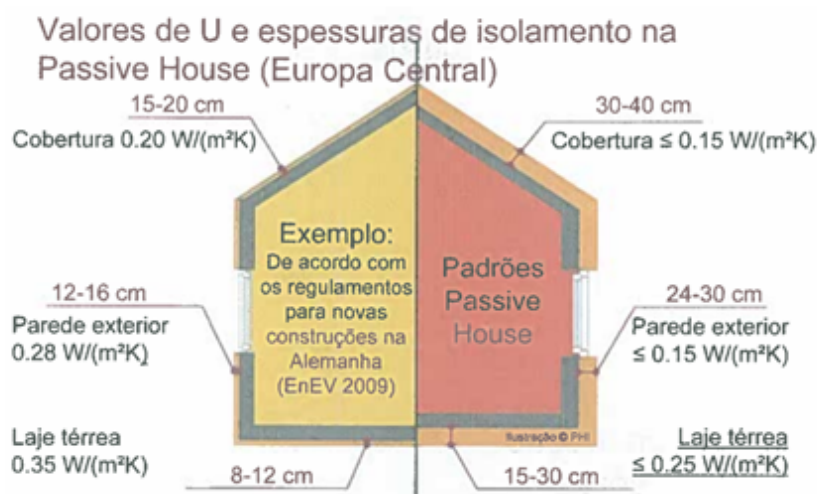 Valores de U e espessuras de isolamento na
Passive House (Europa Central)
15-20 cm
Cobertura 0.20 W/(m²K)
30-40 cm
Cobertura ≤ 0.15 W/(m²K)
Exemplo:
De acordo com
os regulamentos
para novas
construções na
Alemanha
(EnEV 2009)
Padrões
Passive
House
12-16 cm
Parede exterior
0.28 W/(m²K)
24-30 cm
Parede exterior
≤ 0.15 W/(m²K)
Laje térrea
0.35 W/(m²K)
8-12 cm
Ilustração © PHI
15-30 cm
Laje térrea
≤ 0.25 W/(m²K)